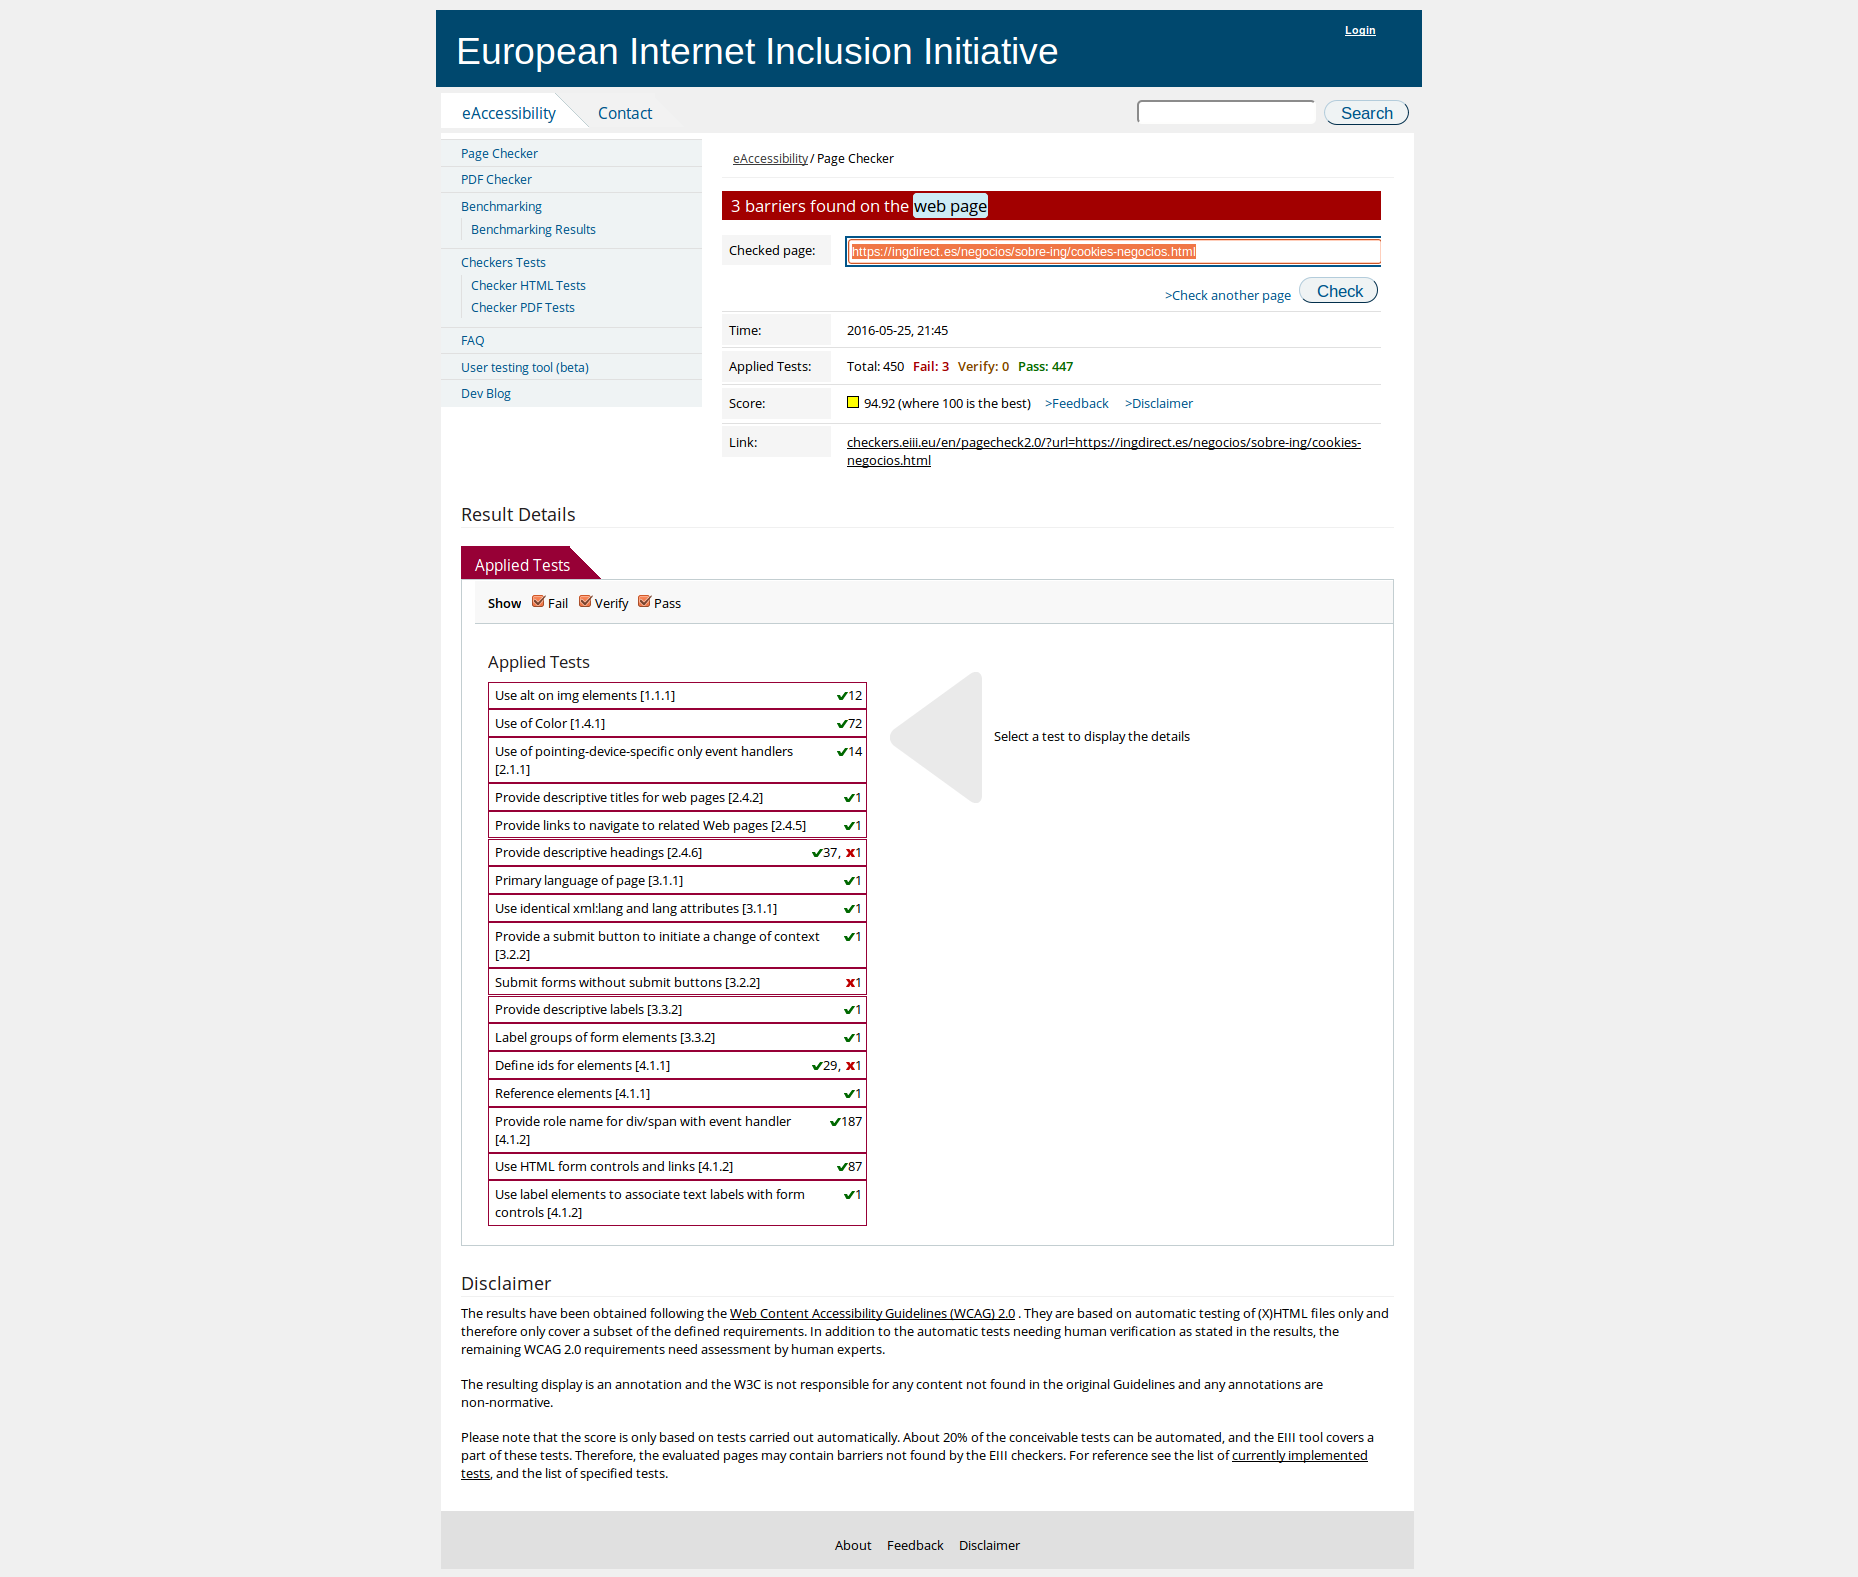 Login
European Internet Inclusion Initiative
eAccessibility
Contact
Search
Page Checker
PDF Checker
Benchmarking
Benchmarking Results
Checkers Tests
Checker HTML Tests
Checker PDF Tests
FAQ
User testing tool (beta)
Dev Blog
eAccessibility / Page Checker
3 barriers found on the web page
Checked page: https://ingdirect.es/negocios/sobre-ing/cookies-negocios.html
>Check another page Check
Time: 2016-05-25, 21:45
Applied Tests: Total: 450 Fail: 3 Verify: 0 Pass: 447
Score: 94.92 (where 100 is the best) >Feedback >Disclaimer
Link: checkers.eiii.eu/en/pagecheck2.0/?url=https://ingdirect.es/negocios/sobre-ing/cookies-
negocios.html
Result Details
Applied Tests
Show Fail Verify Pass
Applied Tests
Use alt on img elements [1.1.1] ✔12
Use of Color [1.4.1] ✔72
Use of pointing-device-specific only event handlers ✔14
[2.1.1]
Provide descriptive titles for web pages [2.4.2] ✔1
Provide links to navigate to related Web pages [2.4.5] ✔1
Provide descriptive headings [2.4.6] ✔37, ✘1
Primary language of page [3.1.1] ✔1
Use identical xml:lang and lang attributes [3.1.1] ✔1
Provide a submit button to initiate a change of context ✔1
[3.2.2]
Submit forms without submit buttons [3.2.2] ✘1
Provide descriptive labels [3.3.2] ✔1
Label groups of form elements [3.3.2] ✔1
Define ids for elements [4.1.1] ✔29, ✘1
Reference elements [4.1.1] ✔1
Provide role name for div/span with event handler ✔187
[4.1.2]
Use HTML form controls and links [4.1.2] ✔87
Use label elements to associate text labels with form ✔1
controls [4.1.2]
Select a test to display the details
Disclaimer
The results have been obtained following the Web Content Accessibility Guidelines (WCAG) 2.0 . They are based on automatic testing of (X)HTML files only and
therefore only cover a subset of the defined requirements. In addition to the automatic tests needing human verification as stated in the results, the
remaining WCAG 2.0 requirements need assessment by human experts.
The resulting display is an annotation and the W3C is not responsible for any content not found in the original Guidelines and any annotations are
non-normative.
Please note that the score is only based on tests carried out automatically. About 20% of the conceivable tests can be automated, and the EIII tool covers a
part of these tests. Therefore, the evaluated pages may contain barriers not found by the EIII checkers. For reference see the list of currently implemented
tests, and the list of specified tests.
About Feedback Disclaimer